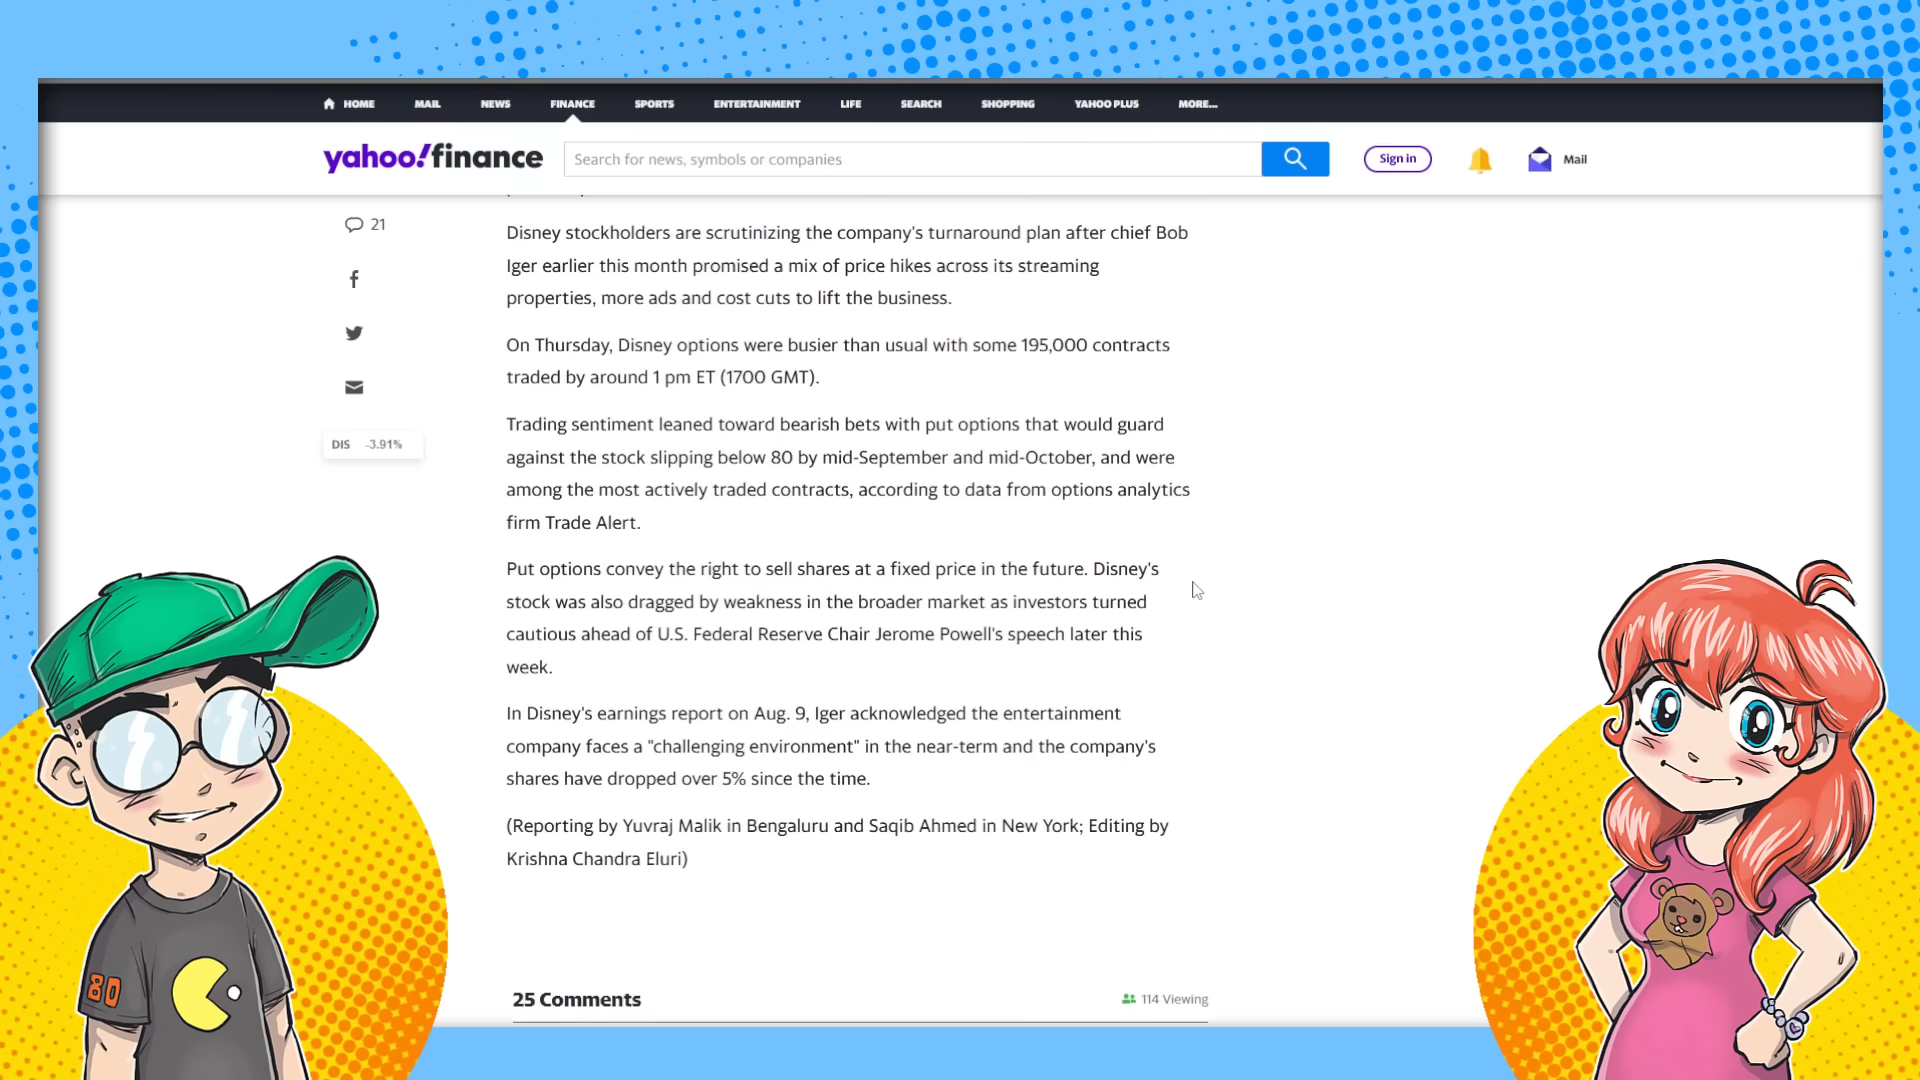 HOME MAIL NEWS FINANCE SPORTS ENTERTAINMENT LIFE SEARCH SHOPPING YAHOO PLUS MORE...
yahoo!finance Search for news, symbols or companies Sign in Mail
21
Disney stockholders are scrutinizing the company's turnaround plan after chief Bob
Iger earlier this month promised a mix of price hikes across its streaming
properties, more ads and cost cuts to lift the business.
On Thursday, Disney options were busier than usual with some 195,000 contracts
traded by around 1 pm ET (1700 GMT).
DIS -3.91%
Trading sentiment leaned toward bearish bets with put options that would guard
against the stock slipping below 80 by mid-September and mid-October, and were
among the most actively traded contracts, according to data from options analytics
firm Trade Alert.
Put options convey the right to sell shares at a fixed price in the future. Disney's
stock was also dragged by weakness in the broader market as investors turned
cautious ahead of U.S. Federal Reserve Chair Jerome Powell's speech later this
week.
In Disney's earnings report on Aug. 9, Iger acknowledged the entertainment
company faces a "challenging environment" in the near-term and the company's
shares have dropped over 5% since the time.
(Reporting by Yuvraj Malik in Bengaluru and Saqib Ahmed in New York; Editing by
Krishna Chandra Eluri)
80
25 Comments 114 Viewing